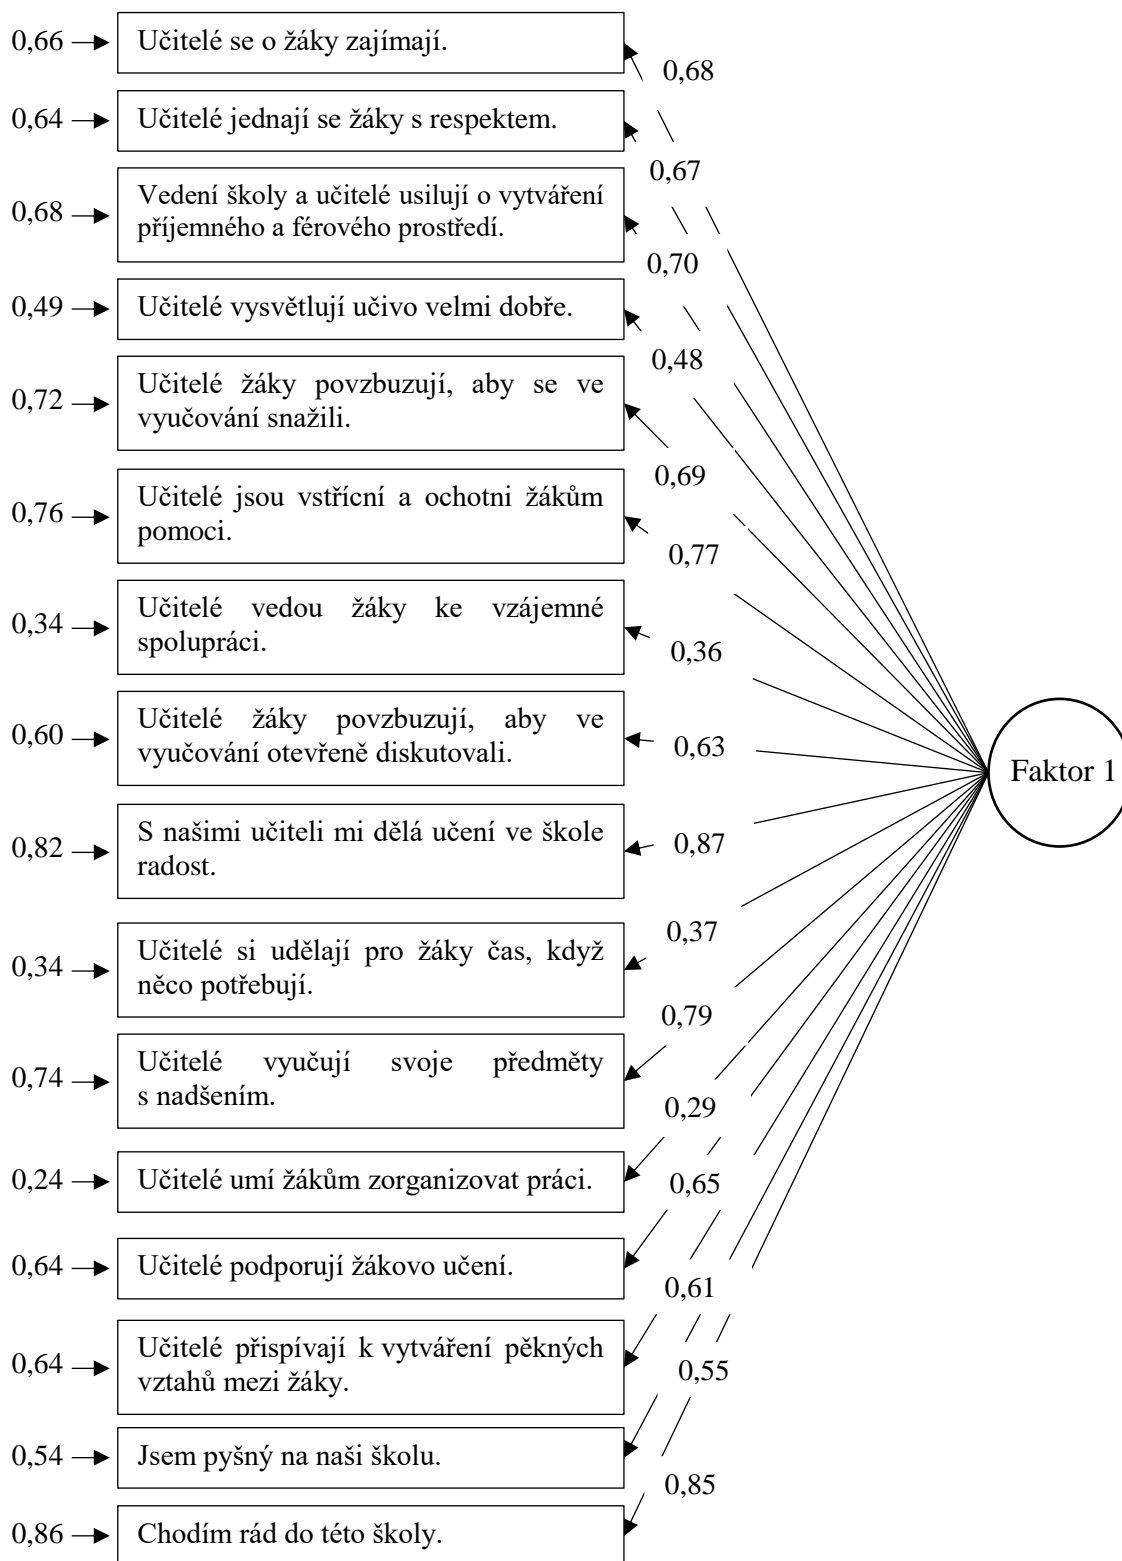 0,66
Učitelé se o žáky zajímají.
0,68
0,64
Učitelé jednají se žáky s respektem.
0,67
0,68
Vedení školy a učitelé usilují o vytváření
příjemného a férového prostředí.
0,70
0,49
Učitelé vysvětlují učivo velmi dobře.
0,48
0,72
Učitelé žáky povzbuzují, aby se ve
vyučování snažili.
0,69
0,76
Učitelé jsou vstřícní a ochotni žákům
pomoci.
0,77
0,34
Učitelé vedou žáky ke vzájemné
spolupráci.
0,36
0,60
Učitelé žáky povzbuzují, aby ve
vyučování otevřeně diskutovali.
0,63
Faktor 1
0,82
S našimi učiteli mi dělá učení ve škole
radost.
0,87
0,34
Učitelé si udělají pro žáky čas, když
něco potřebují.
0,37
0,74
Učitelé vyučují svoje předměty
s nadšením.
0,79
0,24
Učitelé umí žákům zorganizovat práci.
0,29
0,64
Učitelé podporují žákovo učení.
0,65
0,64
Učitelé přispívají k vytváření pěkných
vztahů mezi žáky.
0,61
0,54
Jsem pyšný na naši školu.
0,55
0,86
Chodím rád do této školy.
0,85